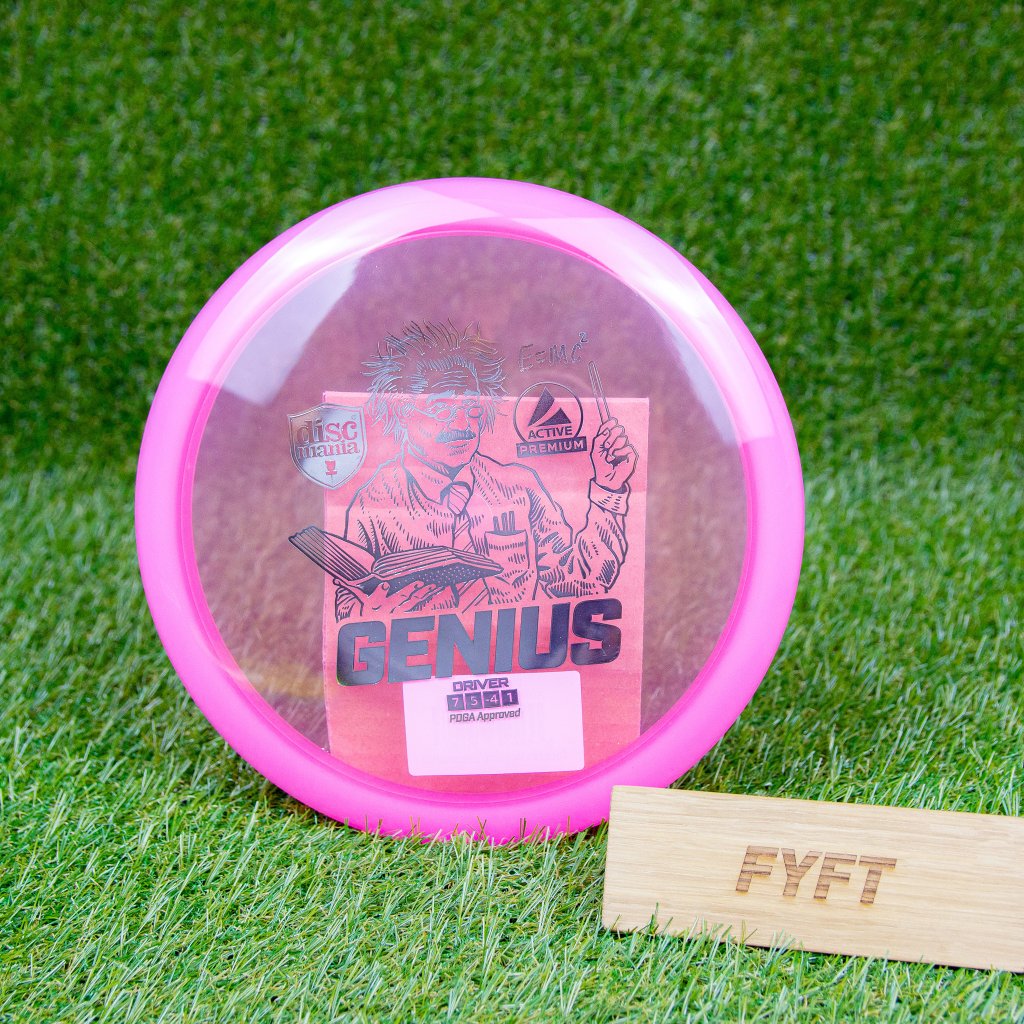 E=MC²
disc
mania
ACTIVE
PREMIUM
GENIUS
DRIVER
7 5 -4 1
PDGA Approved
FYFT